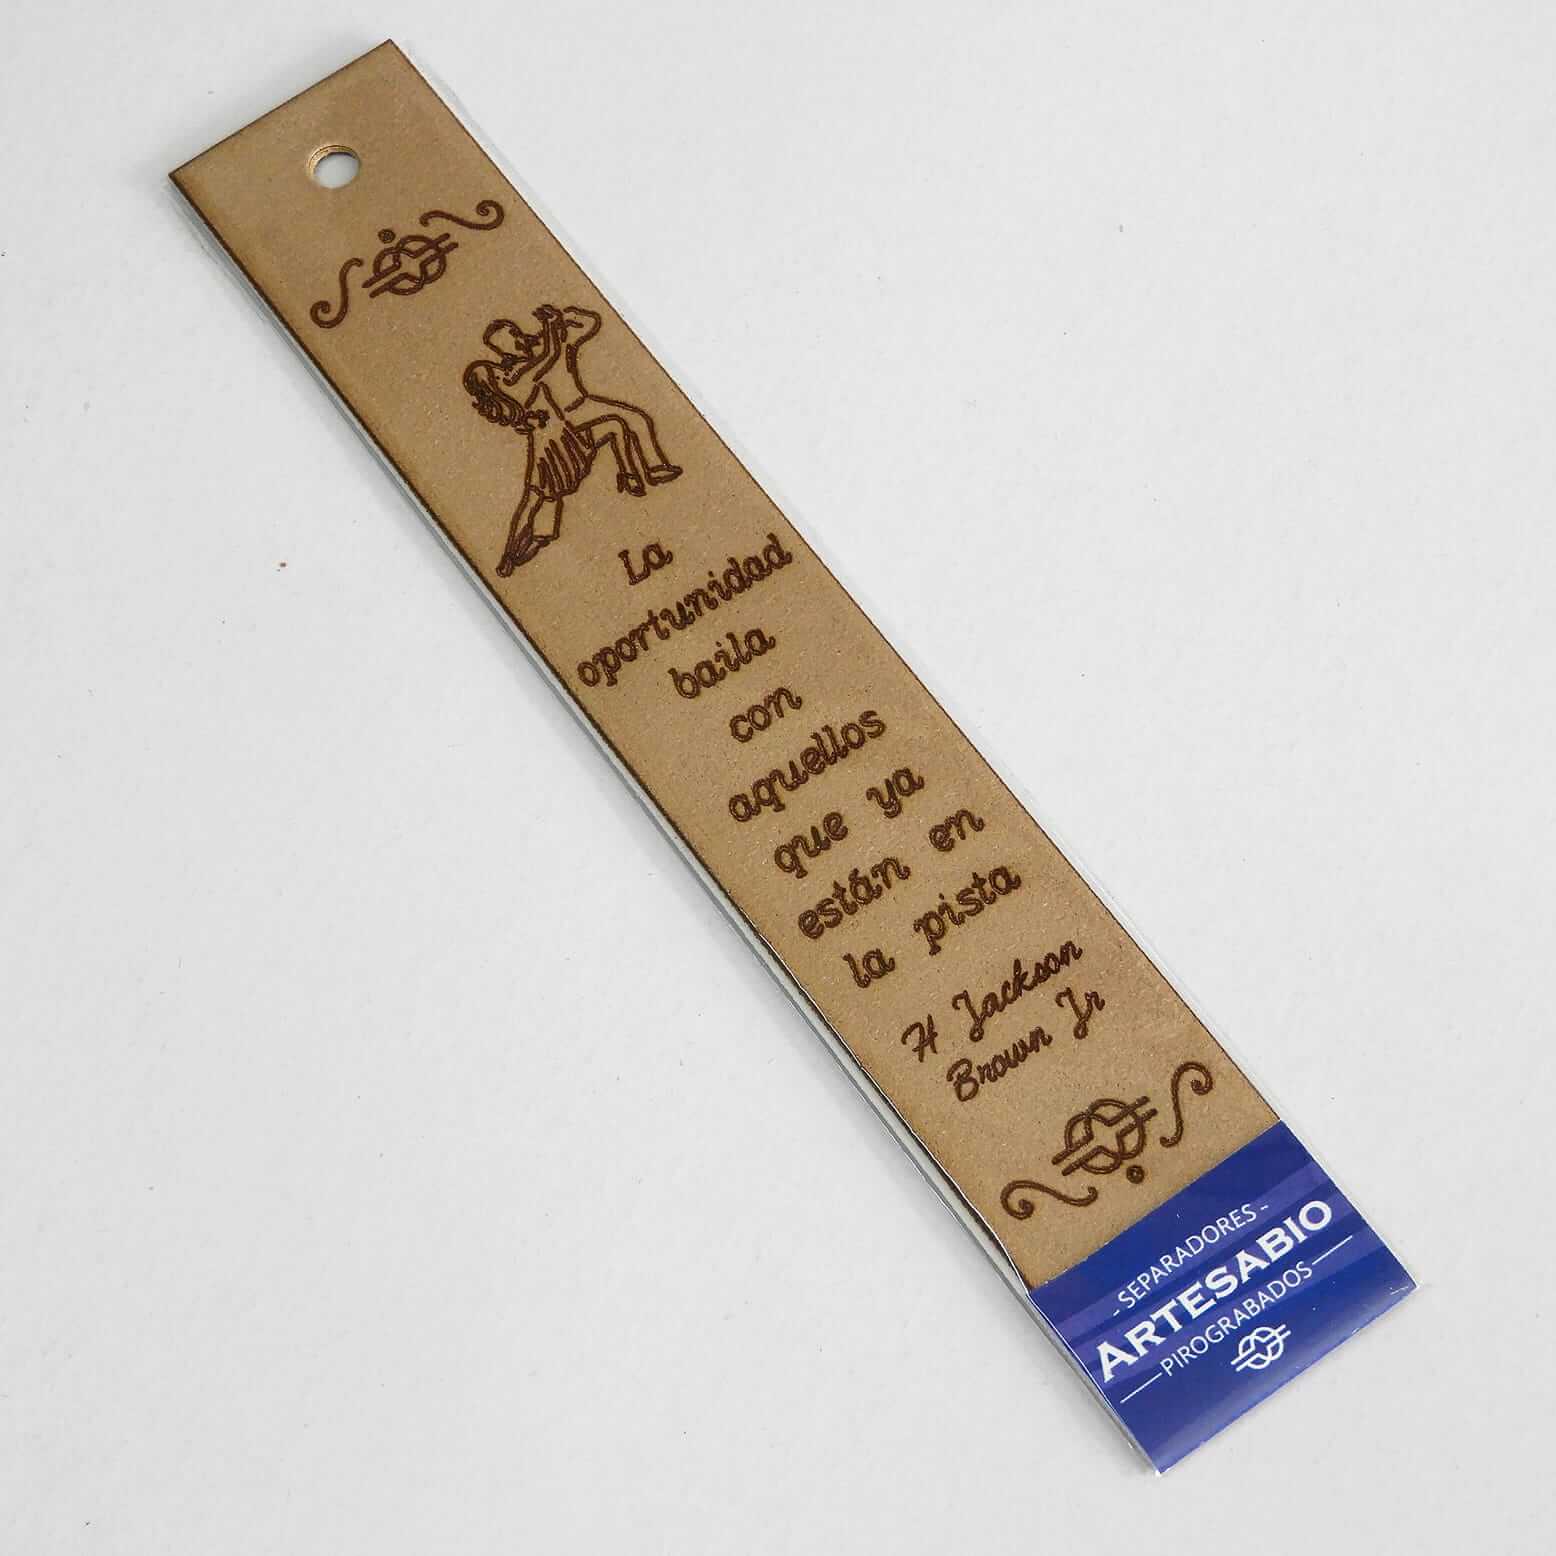 La
oportunidad
baila
con
aquellos
que ya
están en
la pista
H Jackson
Brown Jr
- SEPARADORES -
ARTESABIO
PIROGRABADOS